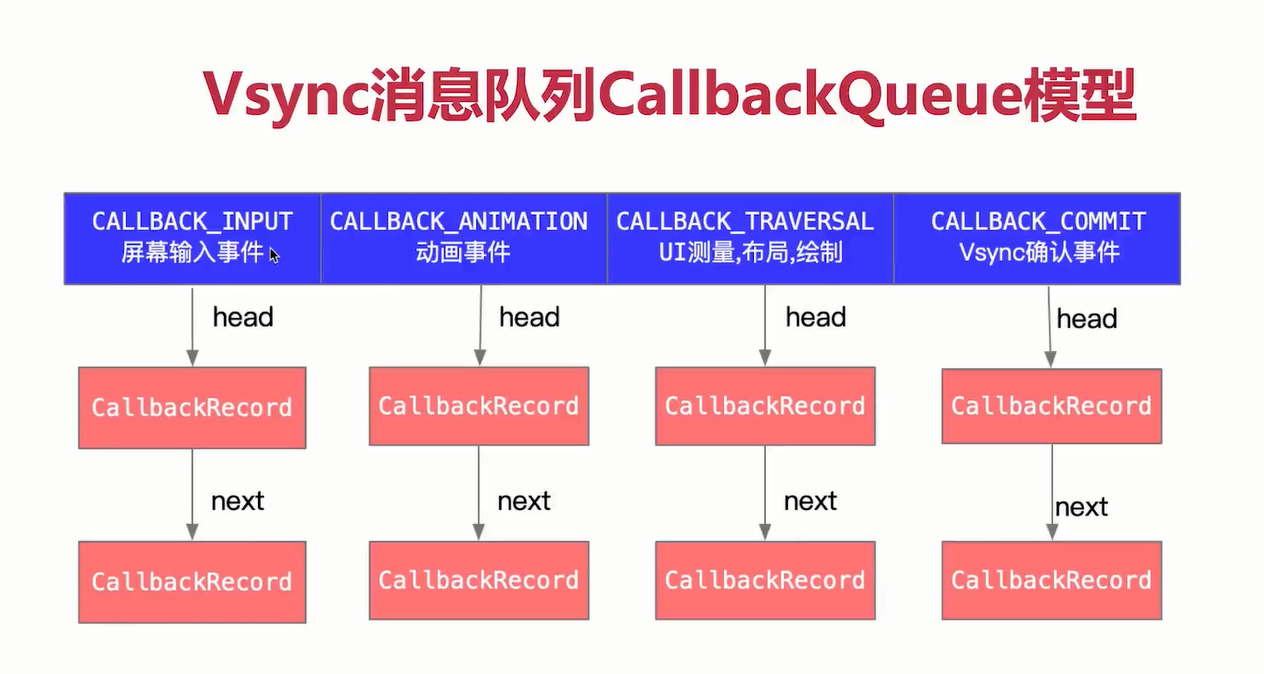 Vsync消息队列CallbackQueue模型
CALLBACK_INPUT
屏幕输入事件
CALLBACK_ANIMATION
动画事件
CALLBACK_TRAVERSAL
UI测量,布局,绘制
CALLBACK_COMMIT
Vsync确认事件
head
head
head
head
CallbackRecord
CallbackRecord
CallbackRecord
CallbackRecord
next
next
next
next
CallbackRecord
CallbackRecord
CallbackRecord
CallbackRecord